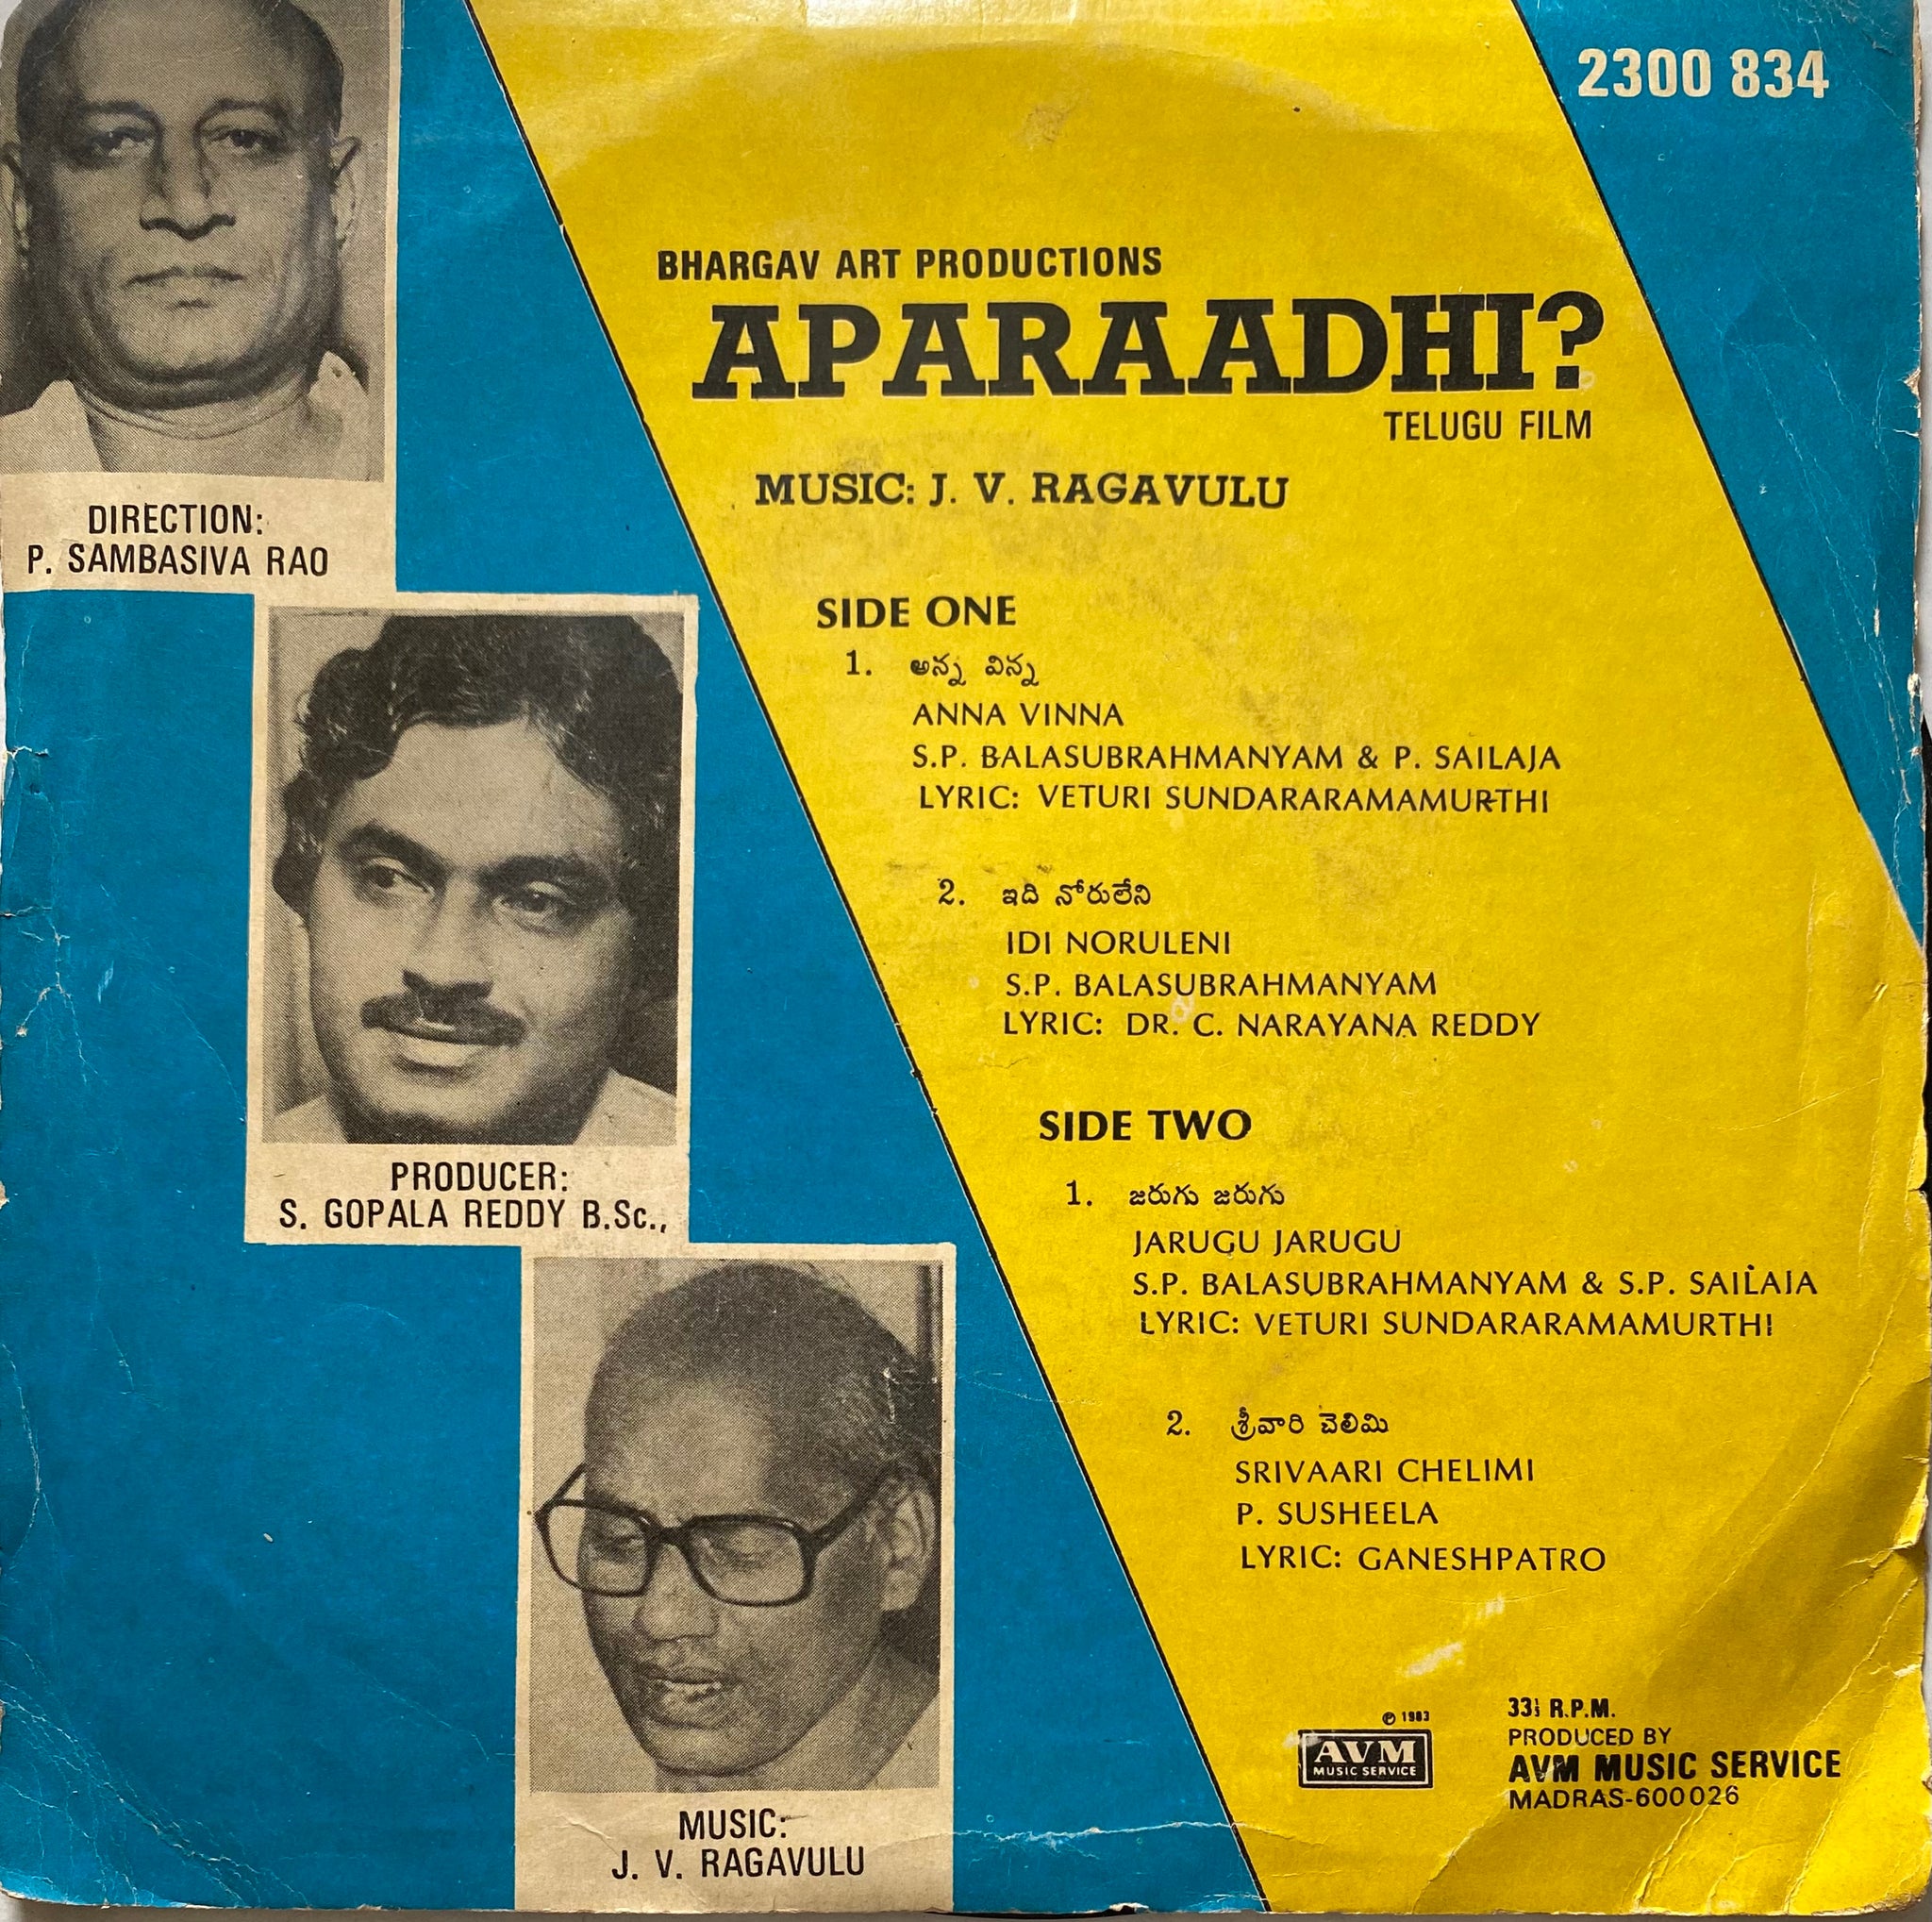 2300 834
BHARGAV ART PRODUCTIONS
APARAADHI?
TELUGU FILM
MUSIC: J. V. RAGAVULU
DIRECTION:
P. SAMBASIVA RAO
PRODUCER:
S. GOPALA REDDY B.Sc.,
MUSIC:
J. V. RAGAVULU
SIDE ONE
1. అన్న విన్న
ANNA VINNA
S.P. BALASUBRAHMANYAM & P. SAILAJA
LYRIC: VETURI SUNDARARAMAMURTHI
2. ఇది నోరులేని
IDI NORULENI
S.P. BALASUBRAHMANYAM
LYRIC: DR. C. NARAYANA REDDY
SIDE TWO
1. జరుగు జరుగు
JARUGU JARUGU
S.P. BALASUBRAHMANYAM & S.P. SAILAJA
LYRIC: VETURI SUNDARARAMAMURTHI
2. శ్రీవారి చెలిమి
SRIVAARI CHELIMI
P. SUSHEELA
LYRIC: GANESHPATRO
℗ 1983
AVM
MUSIC SERVICE
33⅓ R.P.M.
PRODUCED BY
AVM MUSIC SERVICE
MADRAS-600026